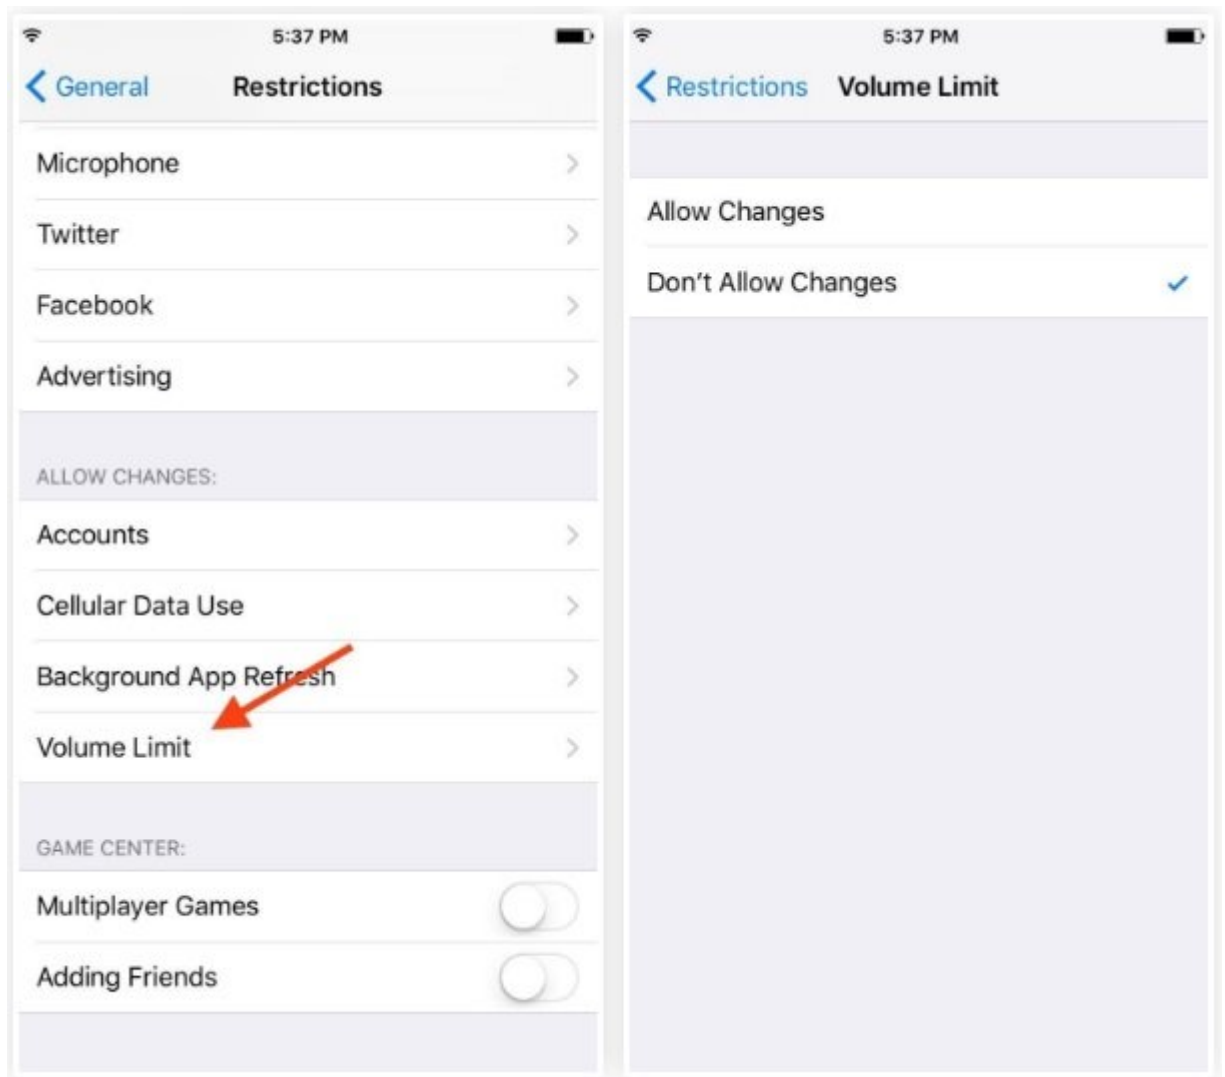 5:37 PM
General Restrictions
Microphone
Twitter
Facebook
Advertising
ALLOW CHANGES:
Accounts
Cellular Data Use
Background App Refresh
Volume Limit
GAME CENTER:
Multiplayer Games
Adding Friends
5:37 PM
Restrictions Volume Limit
Allow Changes
Don't Allow Changes